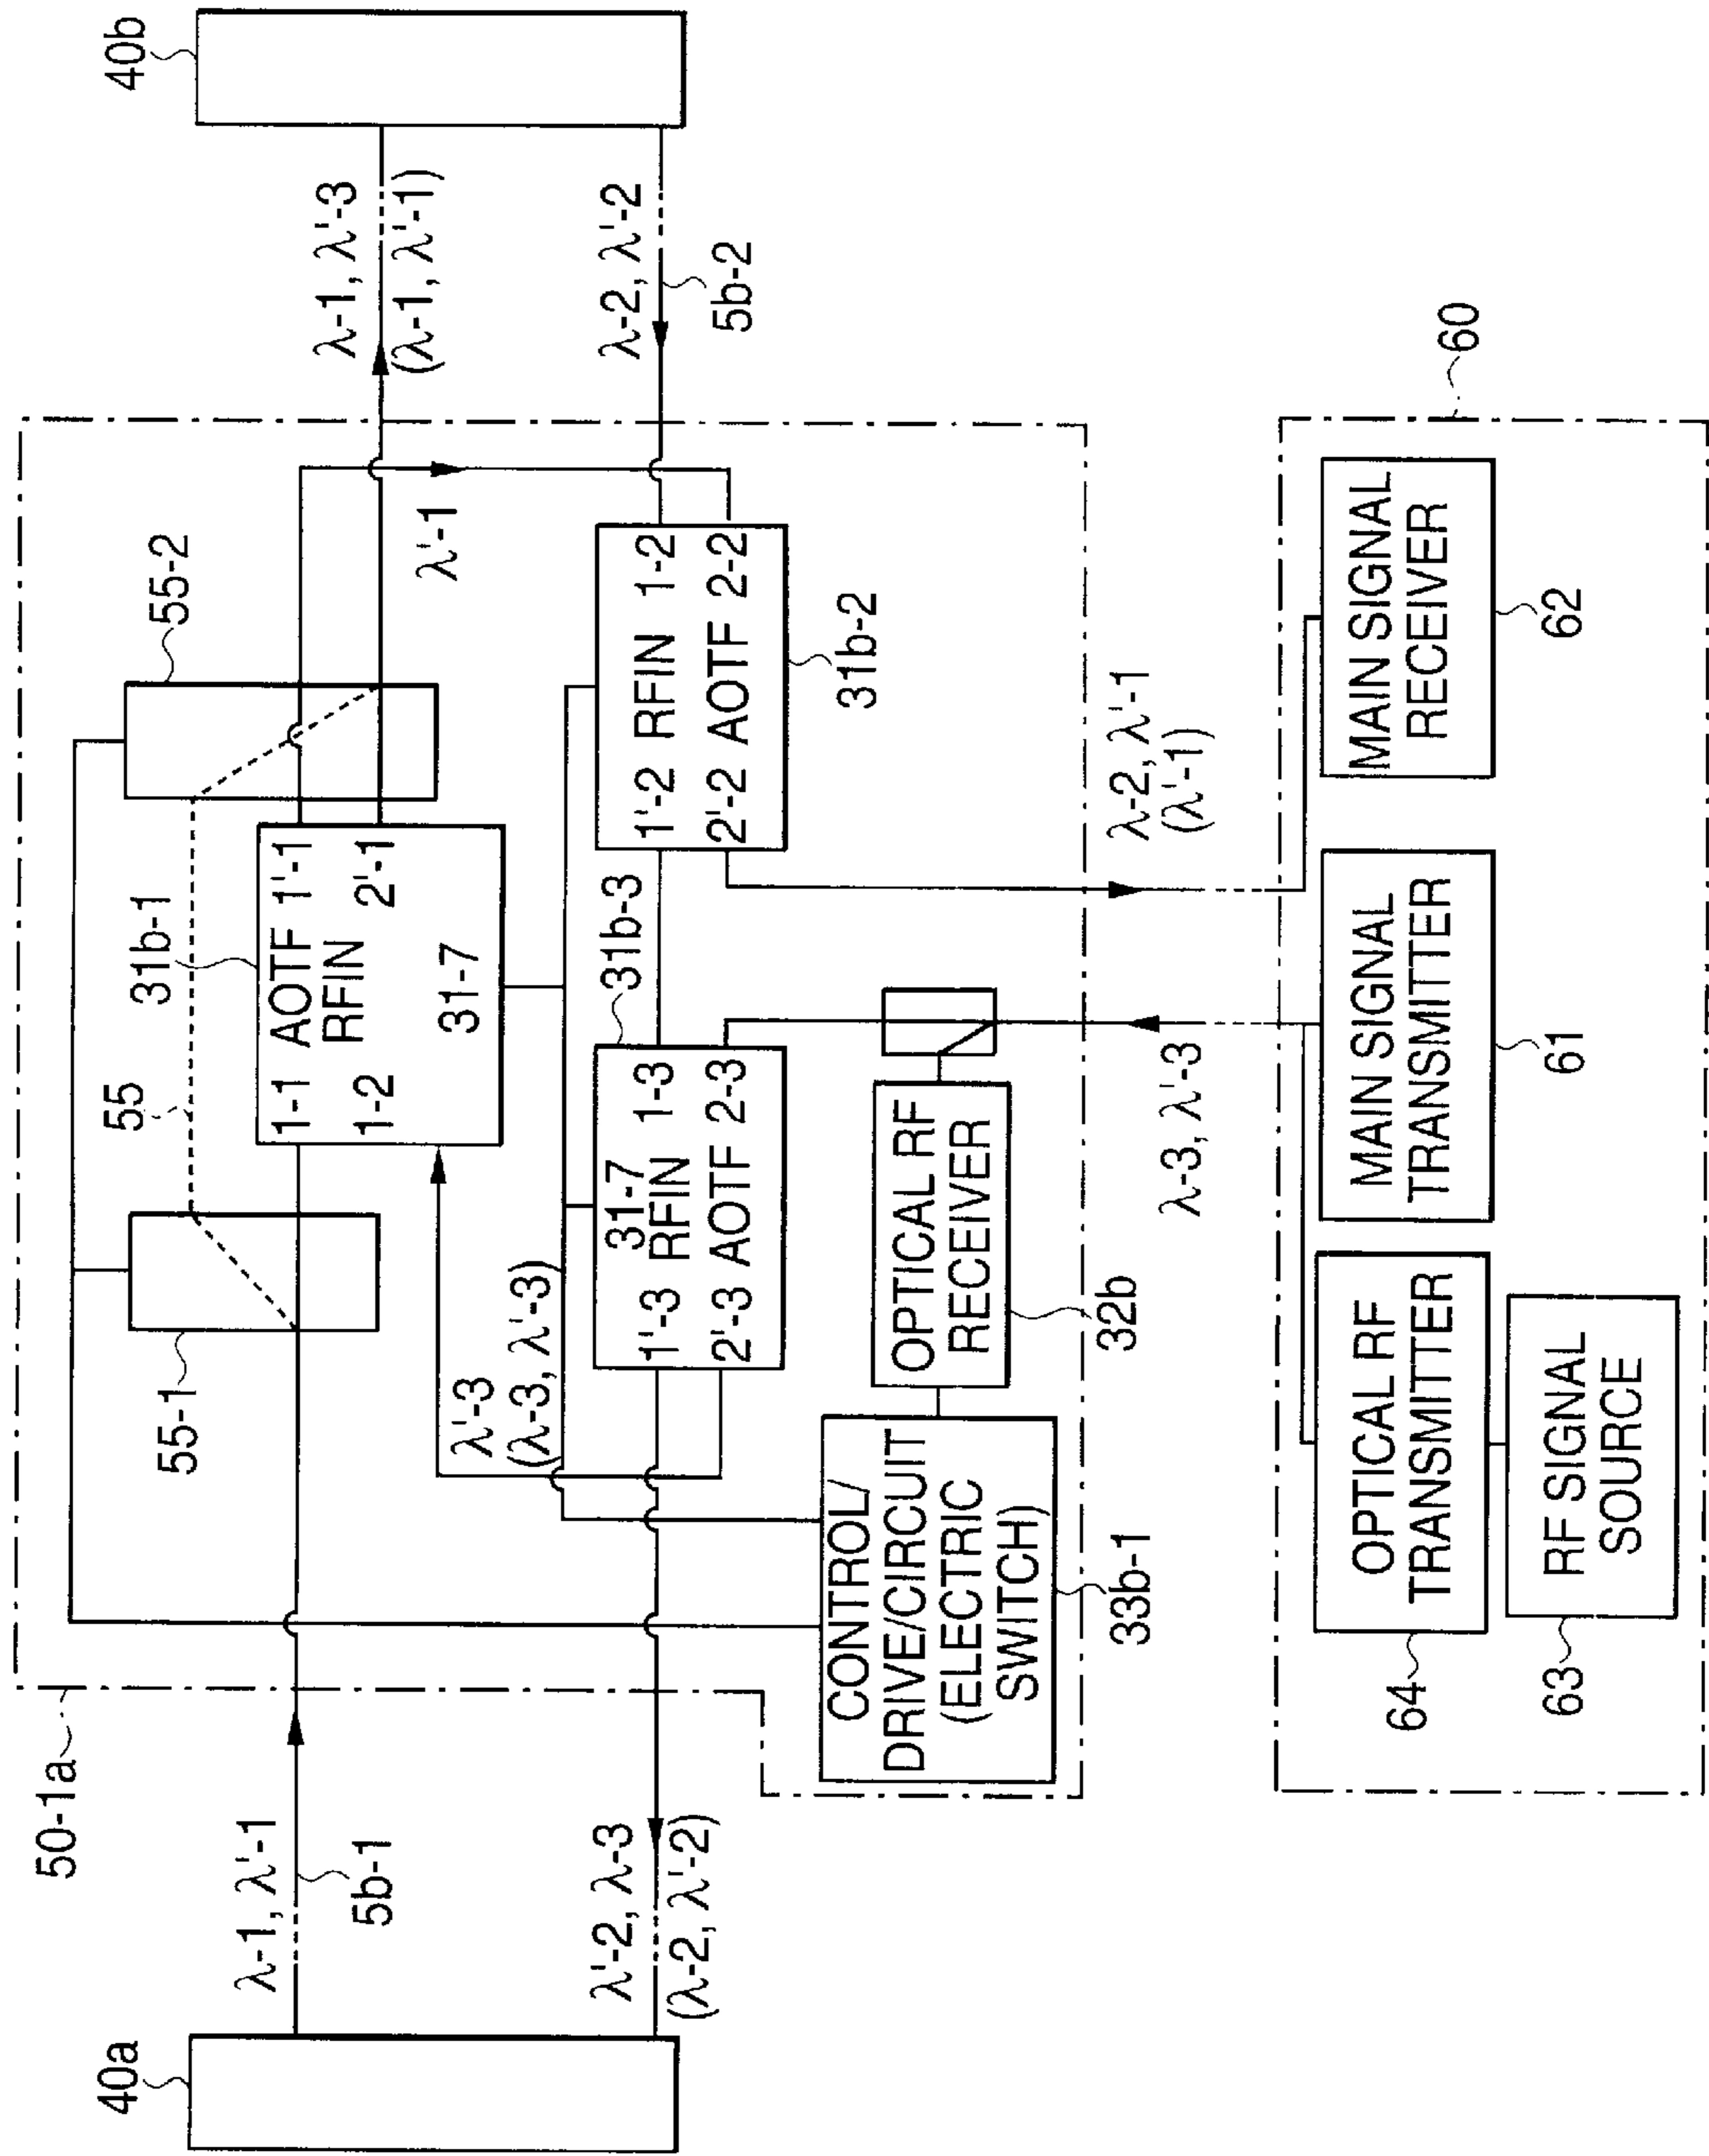 40a
40b
50-1a
λ-1, λ'-1
5b-1
55-1
55
31b-1
55-2
1-1 AOTF 1'-1
RFIN
1-2
2'-1
31-7
λ'-1
λ-1, λ'-3
(λ-1, λ'-1)
λ-2, λ'-2
5b-2
λ'-2, λ-3
(λ-2, λ'-2)
λ'-3
(λ-3, λ'-3)
31-7
1'-3 RFIN 1-3
2'-3 AOTF 2-3
31b-3
1'-2 RFIN 1-2
2'-2 AOTF 2-2
31b-2
CONTROL/
DRIVE/CIRCUIT
(ELECTRIC
SWITCH)
33b-1
OPTICAL RF
RECEIVER
32b
λ-3, λ'-3
λ-2, λ'-1
(λ'-1)
60
OPTICAL RF
TRANSMITTER
64
RF SIGNAL
SOURCE
63
MAIN SIGNAL
TRANSMITTER
61
MAIN SIGNAL
RECEIVER
62